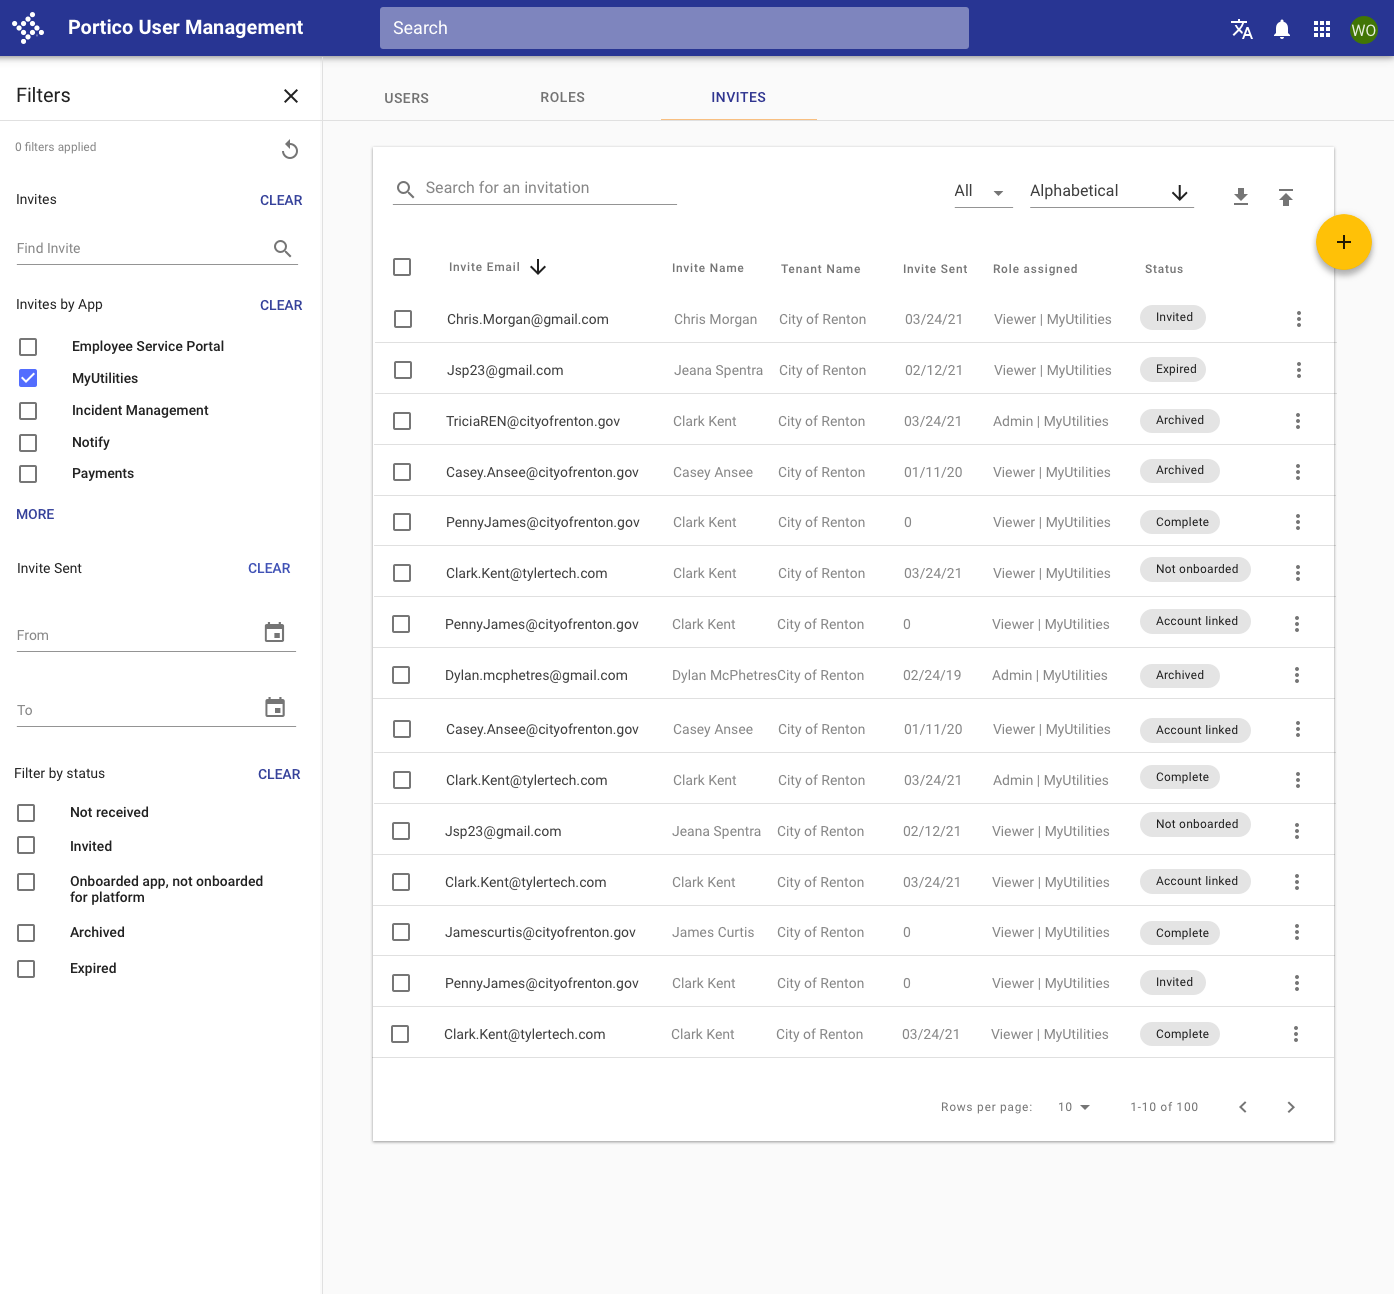 Portico User Management
Search
WO
Filters
0 filters applied
Invites CLEAR
Find Invite
Invites by App CLEAR
Employee Service Portal
MyUtilities
Incident Management
Notify
Payments
MORE
Invite Sent CLEAR
From
To
Filter by status CLEAR
Not received
Invited
Onboarded app, not onboarded
for platform
Archived
Expired
USERS ROLES INVITES
Search for an invitation All Alphabetical
Invite Email Invite Name Tenant Name Invite Sent Role assigned Status
Chris.Morgan@gmail.com Chris Morgan City of Renton 03/24/21 Viewer | MyUtilities Invited
Jsp23@gmail.com Jeana Spentra City of Renton 02/12/21 Viewer | MyUtilities Expired
TriciaREN@cityofrenton.gov Clark Kent City of Renton 03/24/21 Admin | MyUtilities Archived
Casey.Ansee@cityofrenton.gov Casey Ansee City of Renton 01/11/20 Viewer | MyUtilities Archived
PennyJames@cityofrenton.gov Clark Kent City of Renton 0 Viewer | MyUtilities Complete
Clark.Kent@tylertech.com Clark Kent City of Renton 03/24/21 Viewer | MyUtilities Not onboarded
PennyJames@cityofrenton.gov Clark Kent City of Renton 0 Viewer | MyUtilities Account linked
Dylan.mcphetres@gmail.com Dylan McPhetres City of Renton 02/24/19 Admin | MyUtilities Archived
Casey.Ansee@cityofrenton.gov Casey Ansee City of Renton 01/11/20 Viewer | MyUtilities Account linked
Clark.Kent@tylertech.com Clark Kent City of Renton 03/24/21 Admin | MyUtilities Complete
Jsp23@gmail.com Jeana Spentra City of Renton 02/12/21 Viewer | MyUtilities Not onboarded
Clark.Kent@tylertech.com Clark Kent City of Renton 03/24/21 Viewer | MyUtilities Account linked
Jamescurtis@cityofrenton.gov James Curtis City of Renton 0 Viewer | MyUtilities Complete
PennyJames@cityofrenton.gov Clark Kent City of Renton 0 Viewer | MyUtilities Invited
Clark.Kent@tylertech.com Clark Kent City of Renton 03/24/21 Viewer | MyUtilities Complete
Rows per page: 10 1-10 of 100